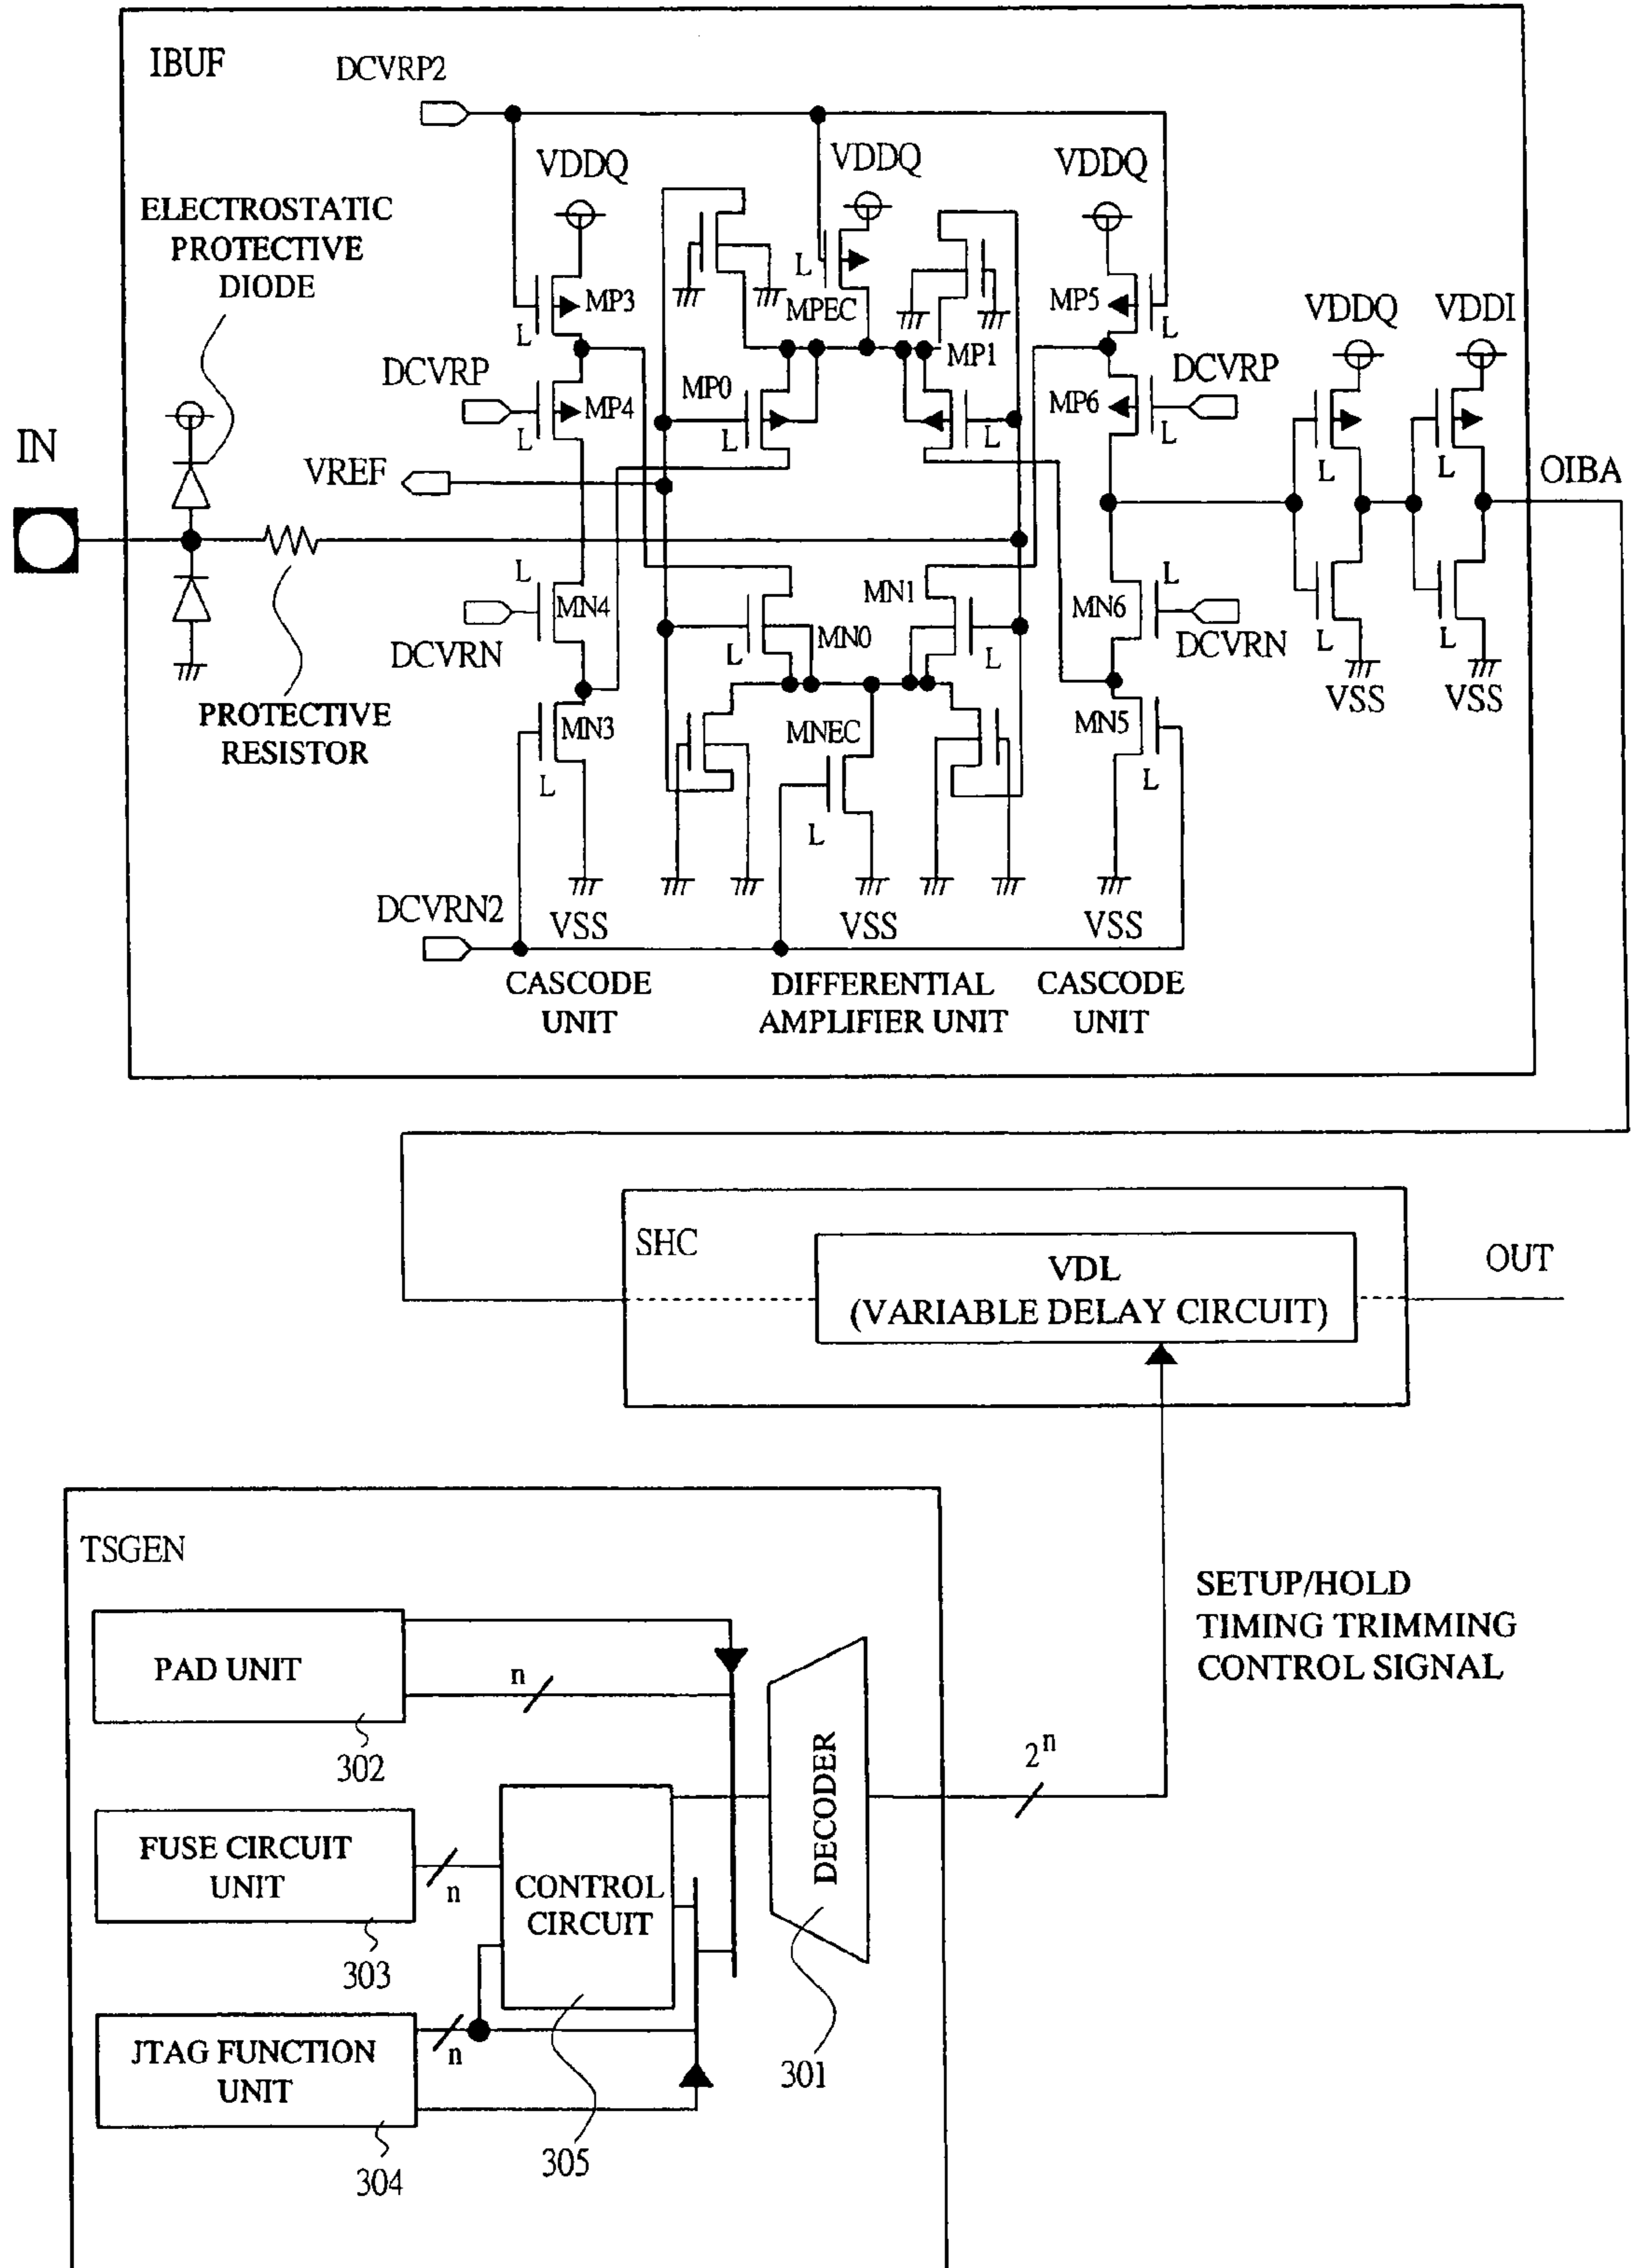 IBUF
DCVRP2
VDDQ
VDDQ
VDDQ
ELECTROSTATIC
PROTECTIVE
DIODE
L
MP3
L
MPEC
MP5
L
VDDQ
VDDI
DCVRP
MP4
L
MP0
L
MP1
L
MP6
L
DCVRP
L
L
IN
VREF
OIBA
L
MN4
DCVRN
L
MN0
MN1
L
L
MN6
DCVRN
L
L
VSS
VSS
PROTECTIVE
RESISTOR
MN3
L
MNEC
L
MN5
L
DCVRN2
VSS
VSS
VSS
CASCODE
UNIT
DIFFERENTIAL
AMPLIFIER UNIT
CASCODE
UNIT
SHC
VDL
(VARIABLE DELAY CIRCUIT)
OUT
TSGEN
SETUP/HOLD
TIMING TRIMMING
CONTROL SIGNAL
PAD UNIT
n
302
DECODER
2n
FUSE CIRCUIT
UNIT
n
303
CONTROL
CIRCUIT
JTAG FUNCTION
UNIT
n
304
305
301